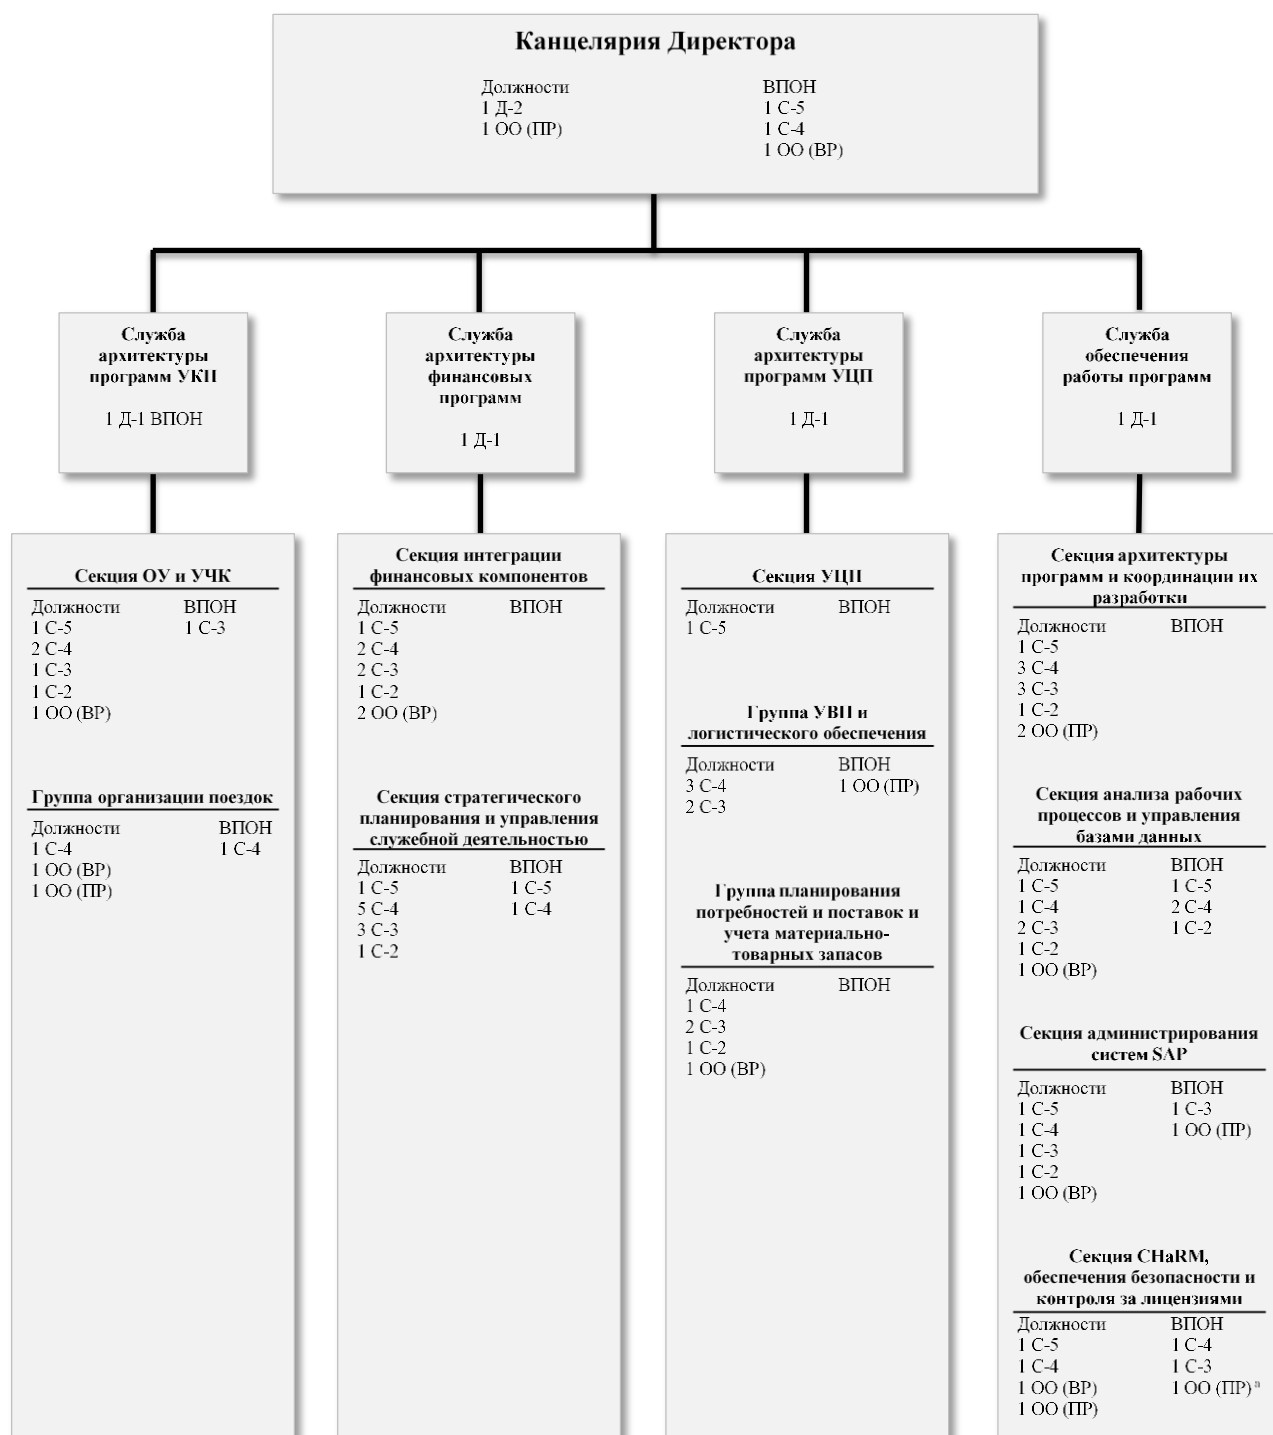 Канцелярия Директора
Должности
1 Д-2
1 ОО (ПР)
ВПОН
1 С-5
1 С-4
1 ОО (ВР)
Служба
архитектуры
программ УКП
1 Д-1 ВПОН
Служба
архитектуры
финансовых
программ
1 Д-1
Служба
архитектуры
программ УЦП
1 Д-1
Служба
обеспечения
работы программ
1 Д-1
Секция ОУ и УЧК
Должности
1 С-5
2 С-4
1 С-3
1 С-2
1 ОО (ВР)
ВПОН
1 С-3
Группа организации поездок
Должности
1 С-4
1 ОО (ВР)
1 ОО (ПР)
ВПОН
1 С-4
Секция интеграции
финансовых компонентов
Должности
1 С-5
2 С-4
2 С-3
1 С-2
2 ОО (ВР)
ВПОН
Секция стратегического
планирования и управления
служебной деятельностью
Должности
1 С-5
5 С-4
3 С-3
1 С-2
ВПОН
1 С-5
1 С-4
Секция УЦП
Должности
1 С-5
ВПОН
Группа УВП и
логистического обеспечения
Должности
3 С-4
2 С-3
ВПОН
1 ОО (ПР)
Группа планирования
потребностей и поставок и
учета материально-
товарных запасов
Должности
1 С-4
2 С-3
1 С-2
1 ОО (ВР)
ВПОН
Секция архитектуры
программ и координации их
разработки
Должности
1 С-5
3 С-4
3 С-3
1 С-2
2 ОО (ПР)
ВПОН
Секция анализа рабочих
процессов и управления
базами данных
Должности
1 С-5
1 С-4
2 С-3
1 С-2
1 ОО (ВР)
ВПОН
1 С-5
2 С-4
1 С-2
Секция администрирования
систем SAP
Должности
1 С-5
1 С-4
1 С-3
1 С-2
1 ОО (ВР)
ВПОН
1 С-3
1 ОО (ПР)
Секция CHaRM,
обеспечения безопасности и
контроля за лицензиями
Должности
1 С-5
1 С-4
1 ОО (ВР)
1 ОО (ПР)
ВПОН
1 С-4
1 С-3
1 ОО (ПР) a